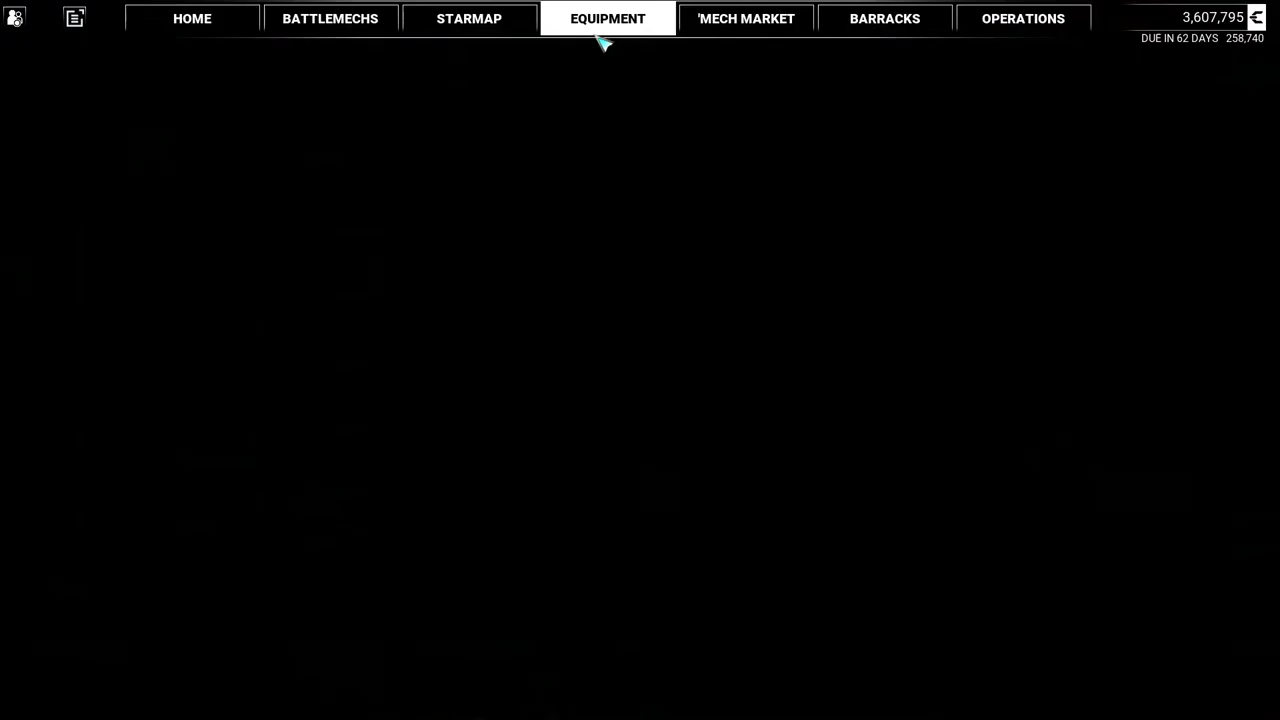 HOME BATTLEMECHS STARMAP EQUIPMENT 'MECH MARKET BARRACKS OPERATIONS 3,607,795
DUE IN 62 DAYS 258,740